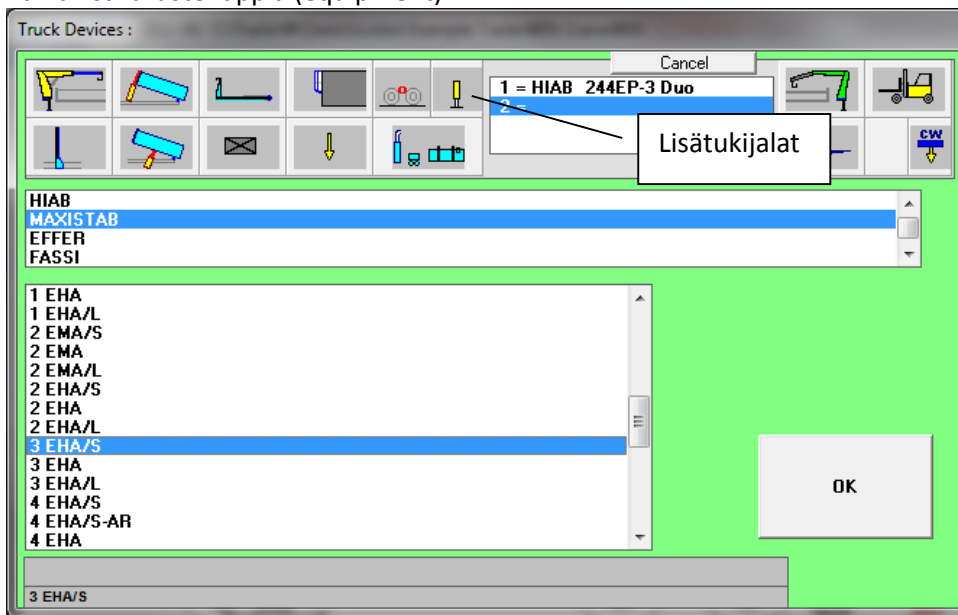 Truck Devices :
Cancel
1 = HIAB 244EP-3 Duo
2 =
Lisätukijalat
CW
HIAB
MAXISTAB
EFFER
FASSI
1 EHA
1 EHA/L
2 EMA/S
2 EMA
2 EMA/L
2 EHA/S
2 EHA
2 EHA/L
3 EHA/S
3 EHA
3 EHA/L
4 EHA/S
4 EHA/S-AR
4 EHA
OK
3 EHA/S